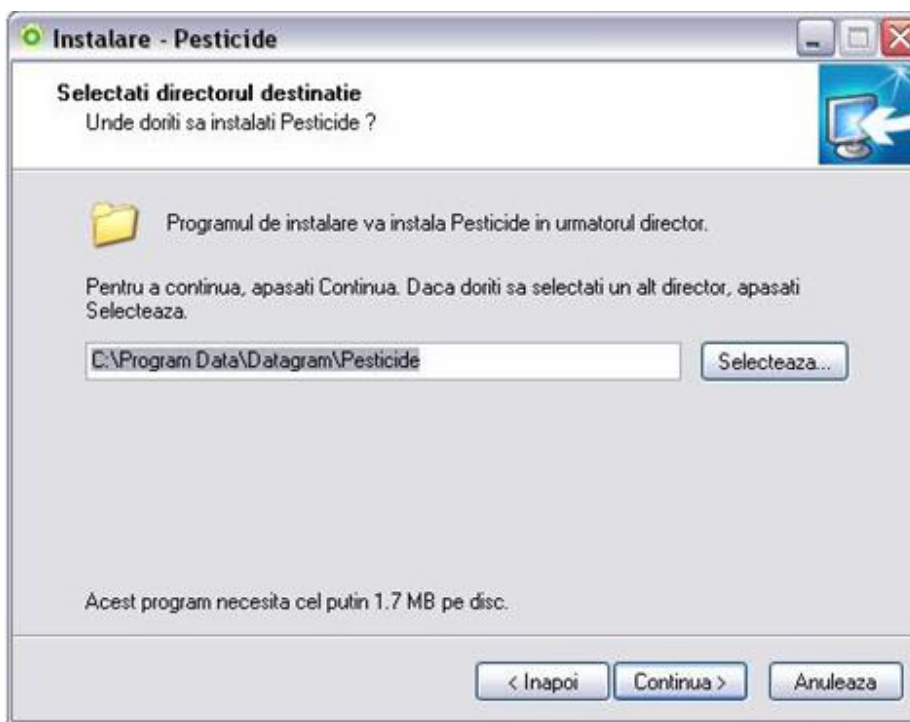 Instalare - Pesticide
Selectati directorul destinatie
Unde doriti sa instalati Pesticide ?
Programul de instalare va instala Pesticide in urmatorul director.
Pentru a continua, apasati Continua. Daca doriti sa selectati un alt director, apasati
Selecteaza.
C:\Program Data\Datagram\Pesticide
Selecteaza...
Acest program necesita cel putin 1.7 MB pe disc.
< Inapoi
Continua >
Anuleaza